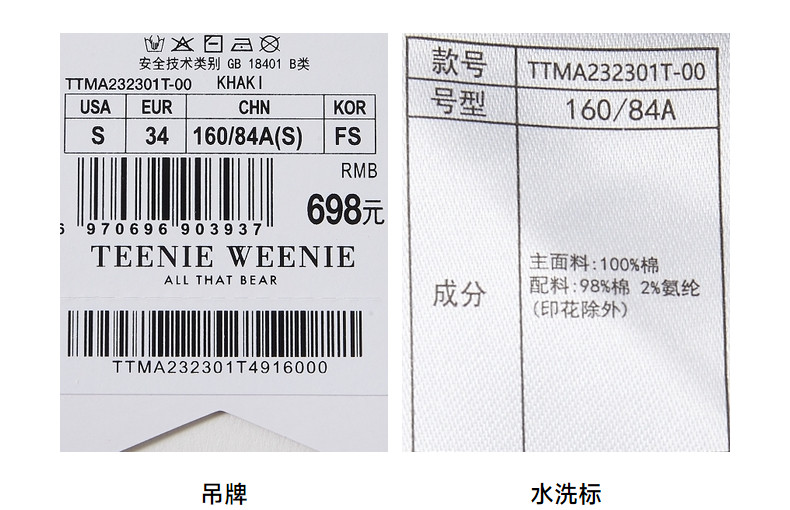 安全技术类别 GB 18401 B类
TTMA232301T-00 KHAKI
USA EUR CHN KOR
S 34 160/84A(S) FS
RMB
698元
6 970696 903937
TEENIE WEENIE
ALL THAT BEAR
TTMA232301T4916000
吊牌
款号 TTMA232301T-00
号型 160/84A
成分
主面料:100%棉
配料:98%棉 2%氨纶
(印花除外)
水洗标